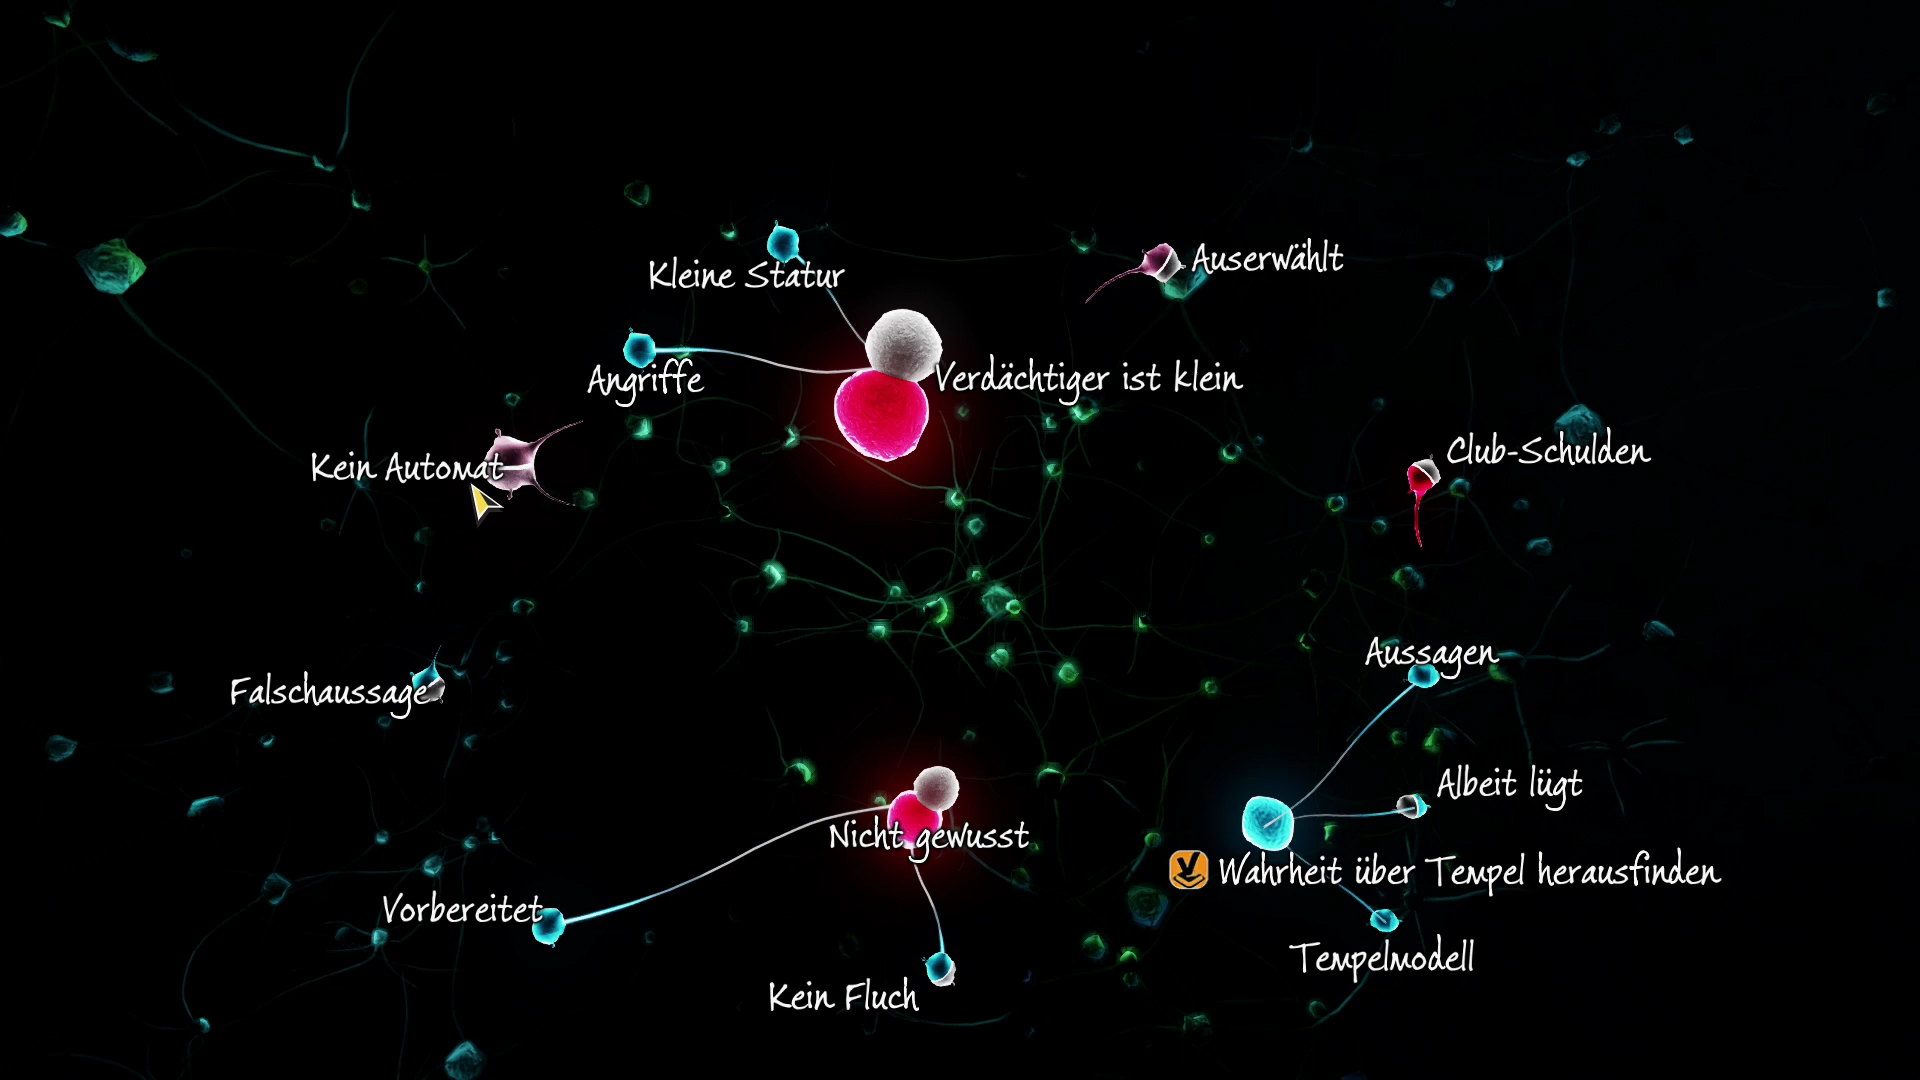 Kleine Statur
Auserwählt
Angriffe
Verdächtiger ist klein
Kein Automat
Club-Schulden
Falschaussage
Aussagen
Albeit lügt
Nicht gewusst
Wahrheit über Tempel herausfinden
Vorbereitet
Tempelmodell
Kein Fluch